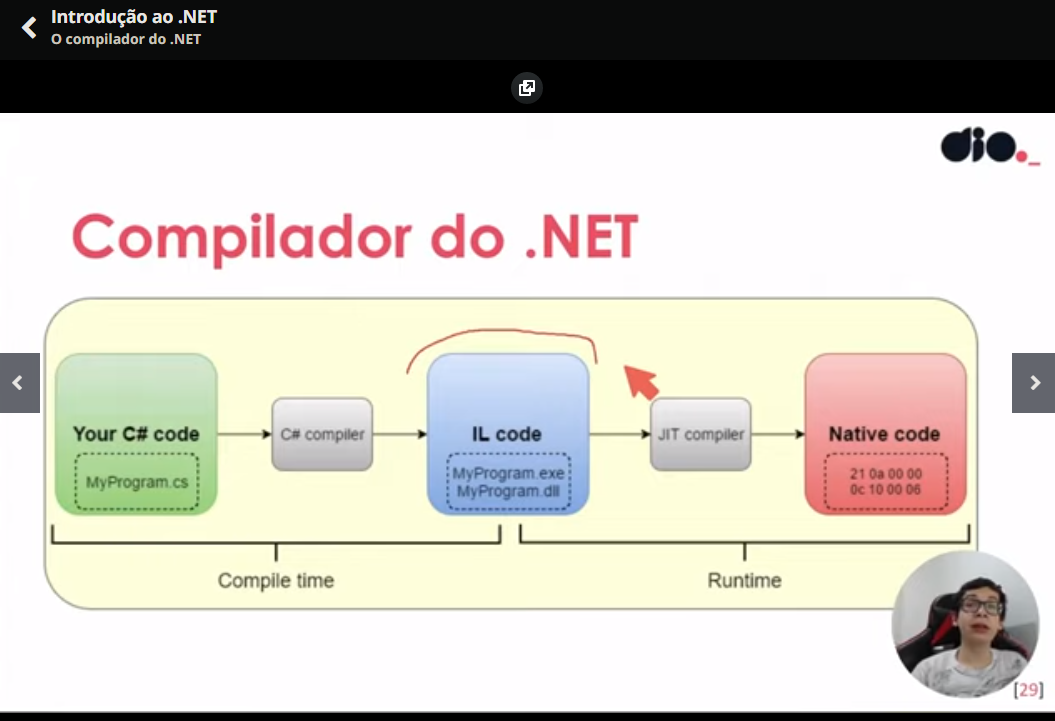 Introdução ao .NET
O compilador do .NET
dio._
Compilador do .NET
Your C# code
MyProgram.cs
C# compiler
IL code
MyProgram.exe
MyProgram.dll
JIT compiler
Native code
21 0a 00 00
0c 10 00 06
Compile time
Runtime
[29]